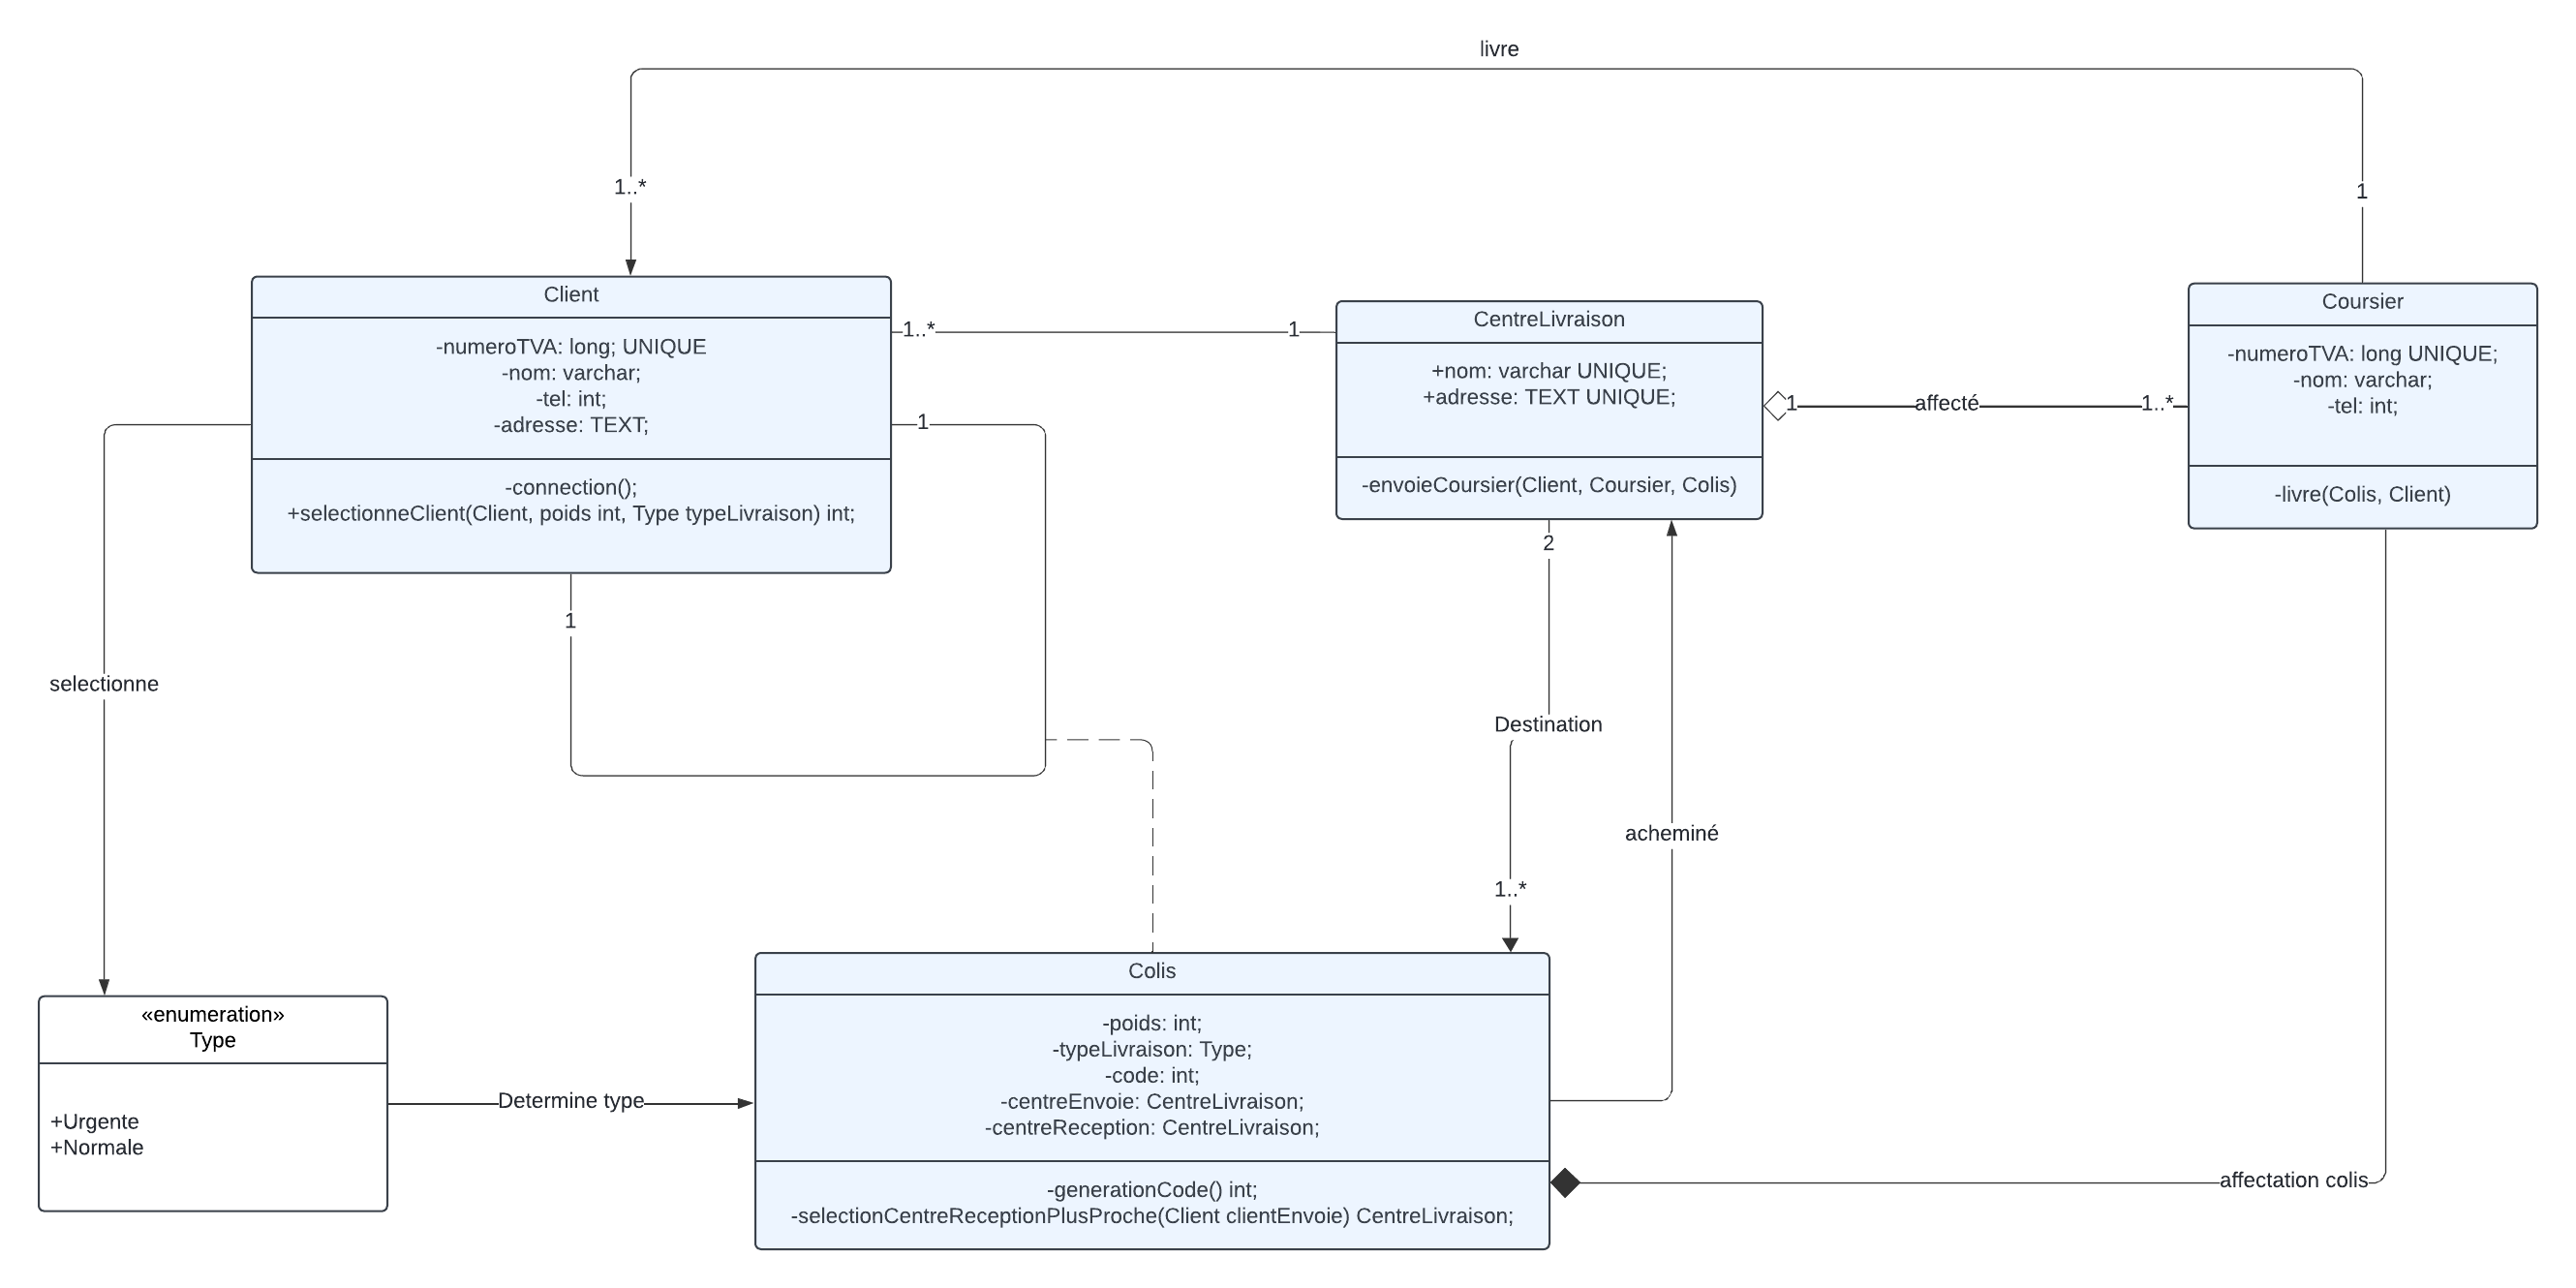 livre
1..*
1
Client
-numeroTVA: long; UNIQUE
-nom: varchar;
-tel: int;
-adresse: TEXT;
-connection();
+selectionneClient(Client, poids int, Type typeLivraison) int;
1..*
1
CentreLivraison
+nom: varchar UNIQUE;
+adresse: TEXT UNIQUE;
-envoieCoursier(Client, Coursier, Colis)
1
affecté
1..*
Coursier
-numeroTVA: long UNIQUE;
-nom: varchar;
-tel: int;
-livre(Colis, Client)
1
1
2
selectionne
Destination
acheminé
1..*
«enumeration»
Type
+Urgente
+Normale
Determine type
Colis
-poids: int;
-typeLivraison: Type;
-code: int;
-centreEnvoie: CentreLivraison;
-centreReception: CentreLivraison;
-generationCode() int;
-selectionCentreReceptionPlusProche(Client clientEnvoie) CentreLivraison;
affectation colis